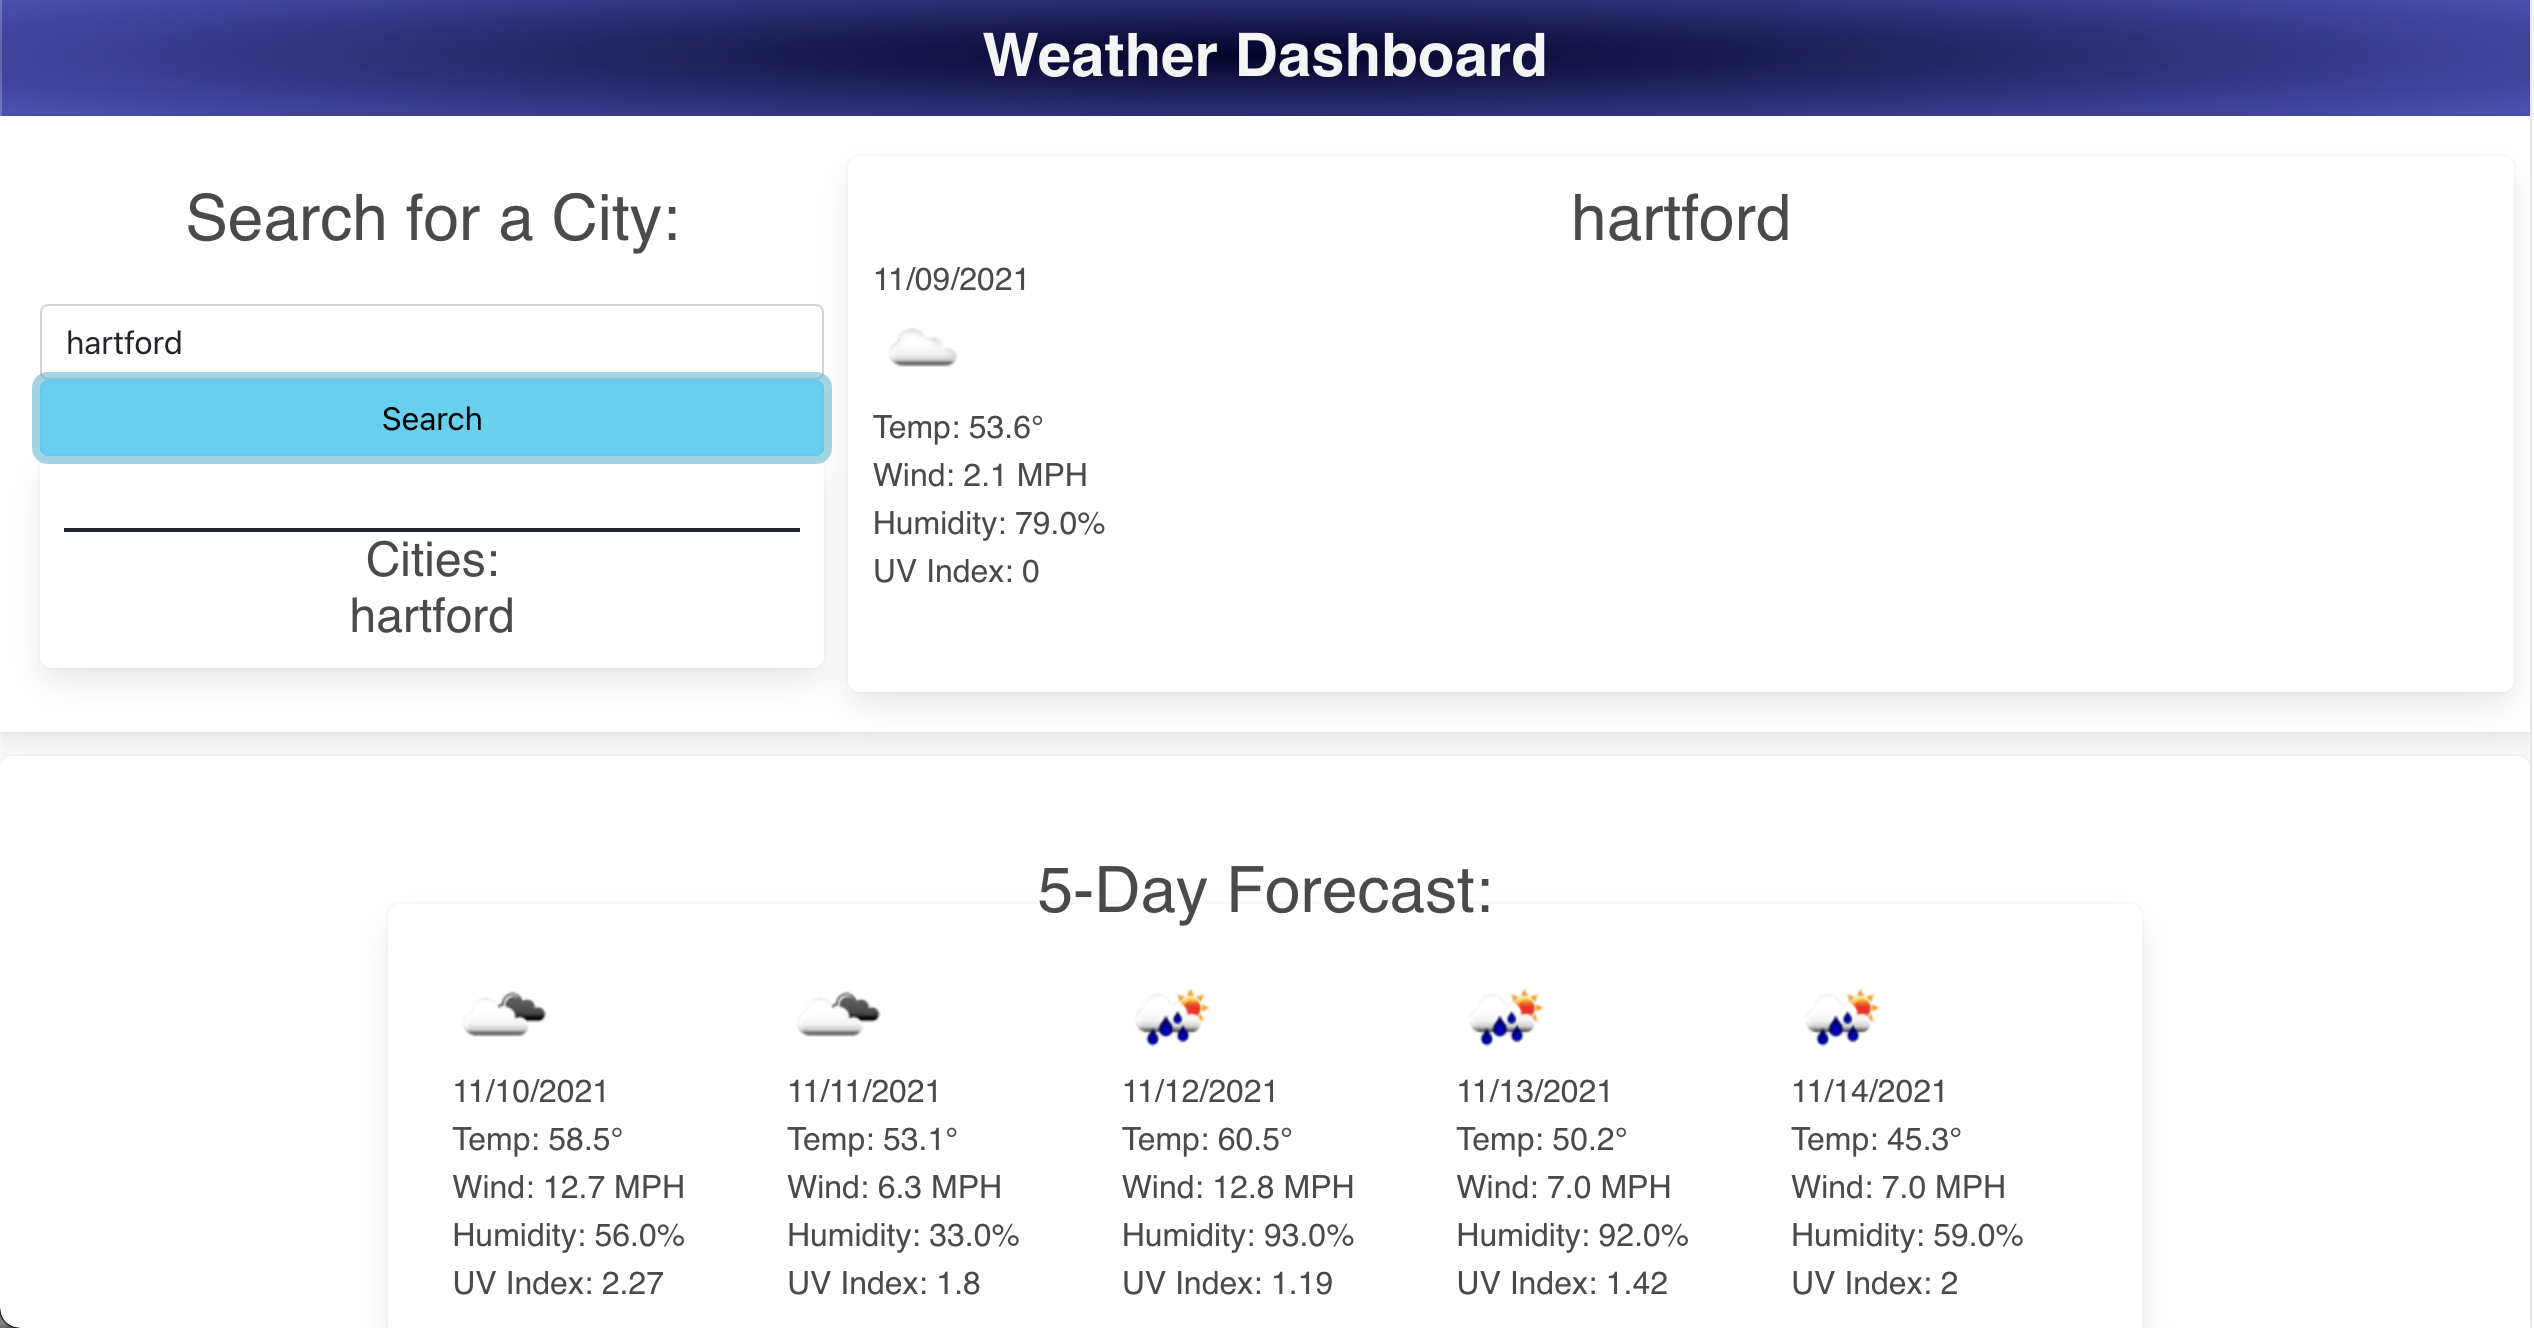 Weather Dashboard
Search for a City:
hartford
Search
Cities:
hartford
hartford
11/09/2021
Temp: 53.6°
Wind: 2.1 MPH
Humidity: 79.0%
UV Index: 0
5-Day Forecast:
11/10/2021
Temp: 58.5°
Wind: 12.7 MPH
Humidity: 56.0%
UV Index: 2.27
11/11/2021
Temp: 53.1°
Wind: 6.3 MPH
Humidity: 33.0%
UV Index: 1.8
11/12/2021
Temp: 60.5°
Wind: 12.8 MPH
Humidity: 93.0%
UV Index: 1.19
11/13/2021
Temp: 50.2°
Wind: 7.0 MPH
Humidity: 92.0%
UV Index: 1.42
11/14/2021
Temp: 45.3°
Wind: 7.0 MPH
Humidity: 59.0%
UV Index: 2